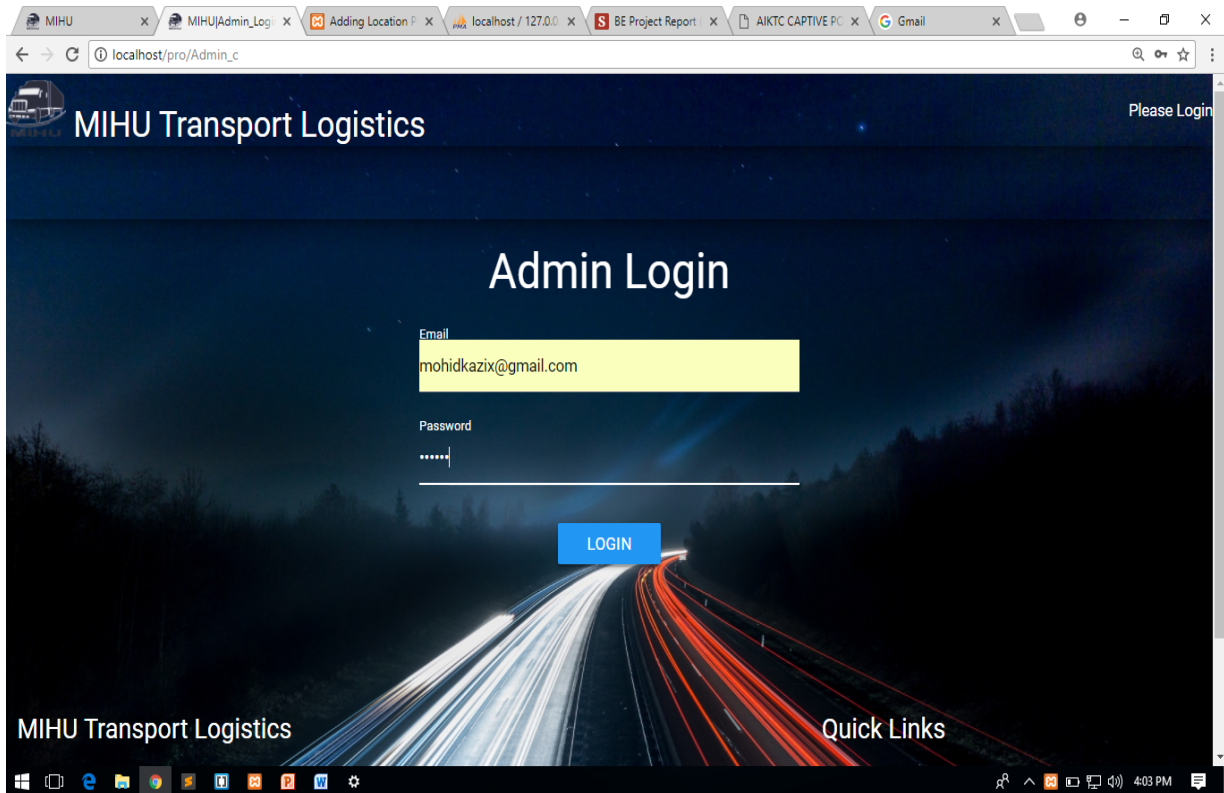 MIHU
MIHU|Admin_Logi
Adding Location P
localhost / 127.0.0
BE Project Report
AIKTC CAPTIVE PO
Gmail
localhost/pro/Admin_c
MIHU
MIHU Transport Logistics
Please Login
Admin Login
Email
mohidkazix@gmail.com
Password
LOGIN
MIHU Transport Logistics
Quick Links
4:03 PM